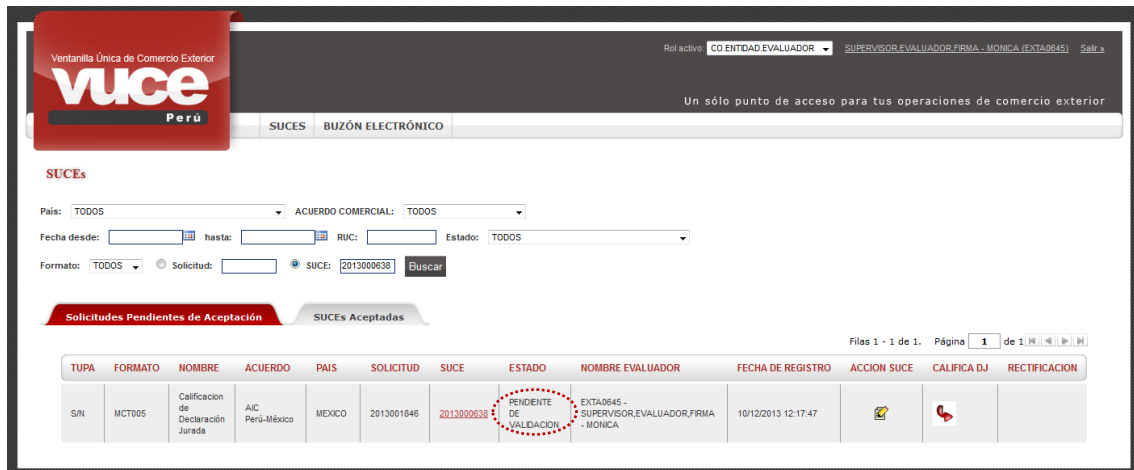 Ventanilla Única de Comercio Exterior
vuce
Perú
Rol activo: CO.ENTIDAD.EVALUADOR SUPERVISOR,EVALUADOR,FIRMA - MONICA (EXTA0645) Salir »
Un sólo punto de acceso para tus operaciones de comercio exterior
SUCES BUZÓN ELECTRÓNICO
SUCEs
País: TODOS ACUERDO COMERCIAL: TODOS
Fecha desde: hasta: RUC: Estado: TODOS
Formato: TODOS Solicitud: SUCE: 2013000638 Buscar
Solicitudes Pendientes de Aceptación SUCEs Aceptadas
Filas 1 - 1 de 1. Página 1 de 1
TUPA FORMATO NOMBRE ACUERDO PAIS SOLICITUD SUCE ESTADO NOMBRE EVALUADOR FECHA DE REGISTRO ACCION SUCE CALIFICA DJ RECTIFICACION
S/N MCT005 Calificacion de Declaración Jurada AIC Perú-México MEXICO 2013001846 2013000638 PENDIENTE DE VALIDACION EXTA0645 - SUPERVISOR,EVALUADOR,FIRMA - MONICA 10/12/2013 12:17:47